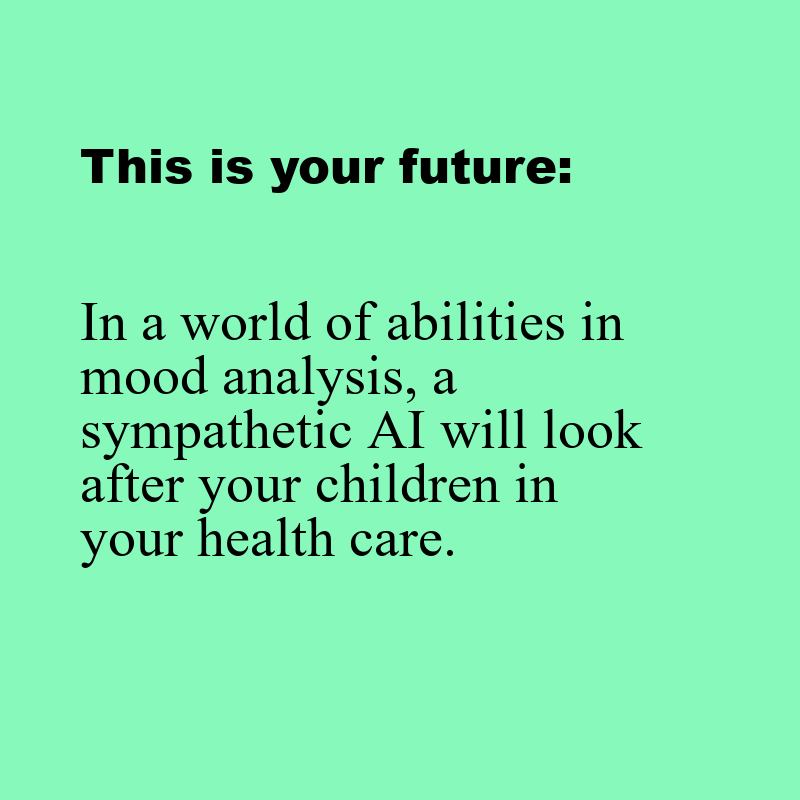 This is your future:
In a world of abilities in
mood analysis, a
sympathetic AI will look
after your children in
your health care.